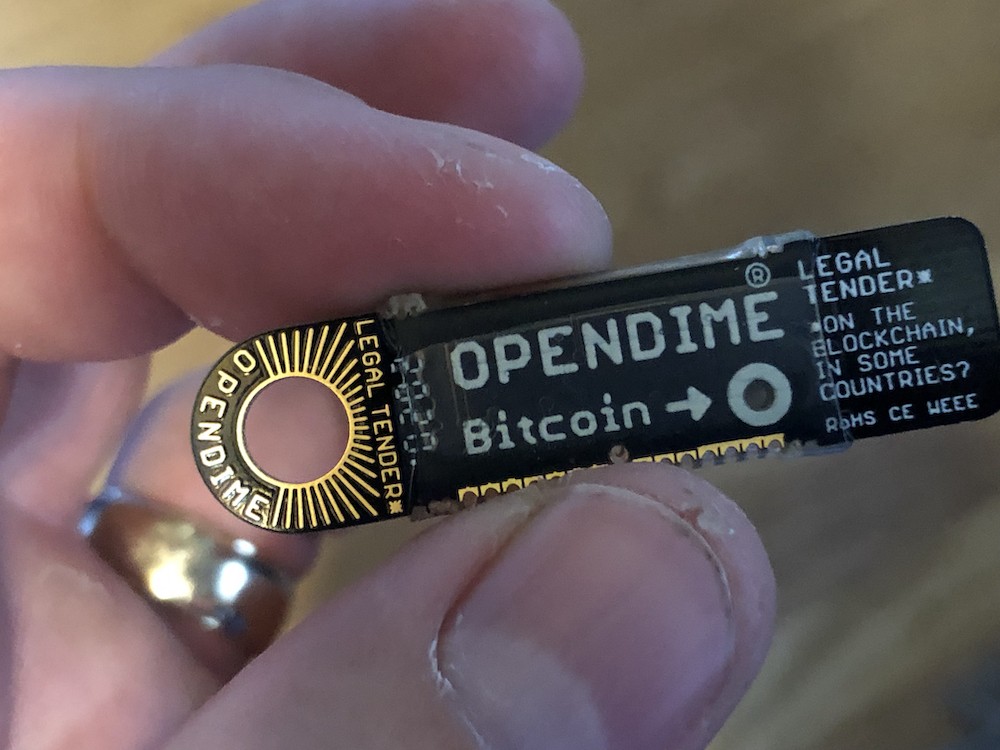 OPENDIME
LEGAL TENDER*
®
OPENDIME
Bitcoin →
LEGAL
TENDER*
*ON THE
BLOCKCHAIN,
IN SOME
COUNTRIES?
RoHS CE WEEE